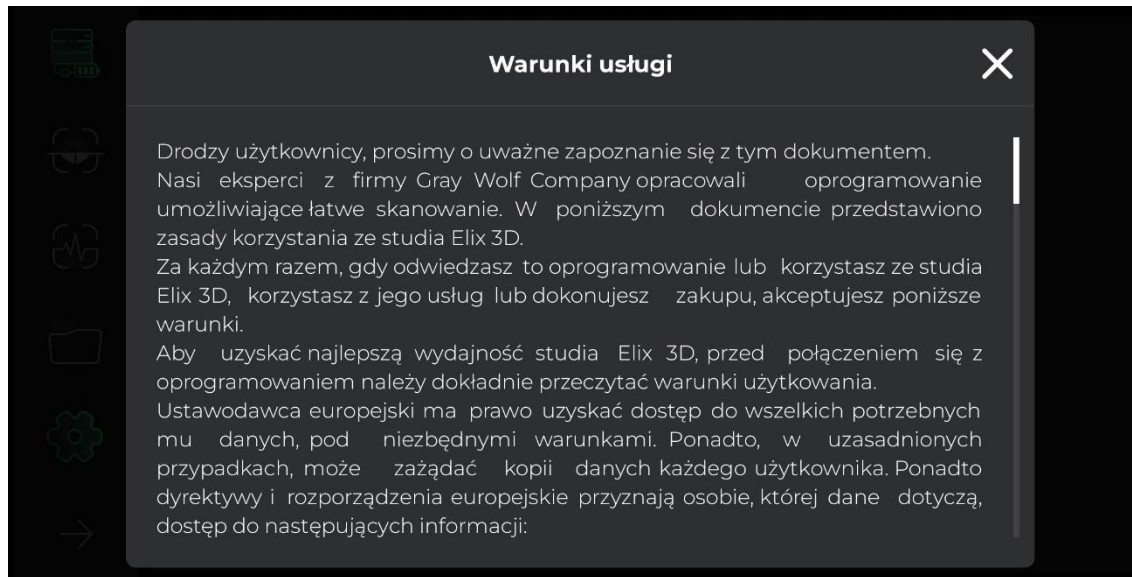 Warunki usługi
Drodzy użytkownicy, prosimy o uważne zapoznanie się z tym dokumentem.
Nasi eksperci z firmy Gray Wolf Company opracowali oprogramowanie
umożliwiające łatwe skanowanie. W poniższym dokumencie przedstawiono
zasady korzystania ze studia Elix 3D.
Za każdym razem, gdy odwiedzasz to oprogramowanie lub korzystasz ze studia
Elix 3D, korzystasz z jego usług lub dokonujesz zakupu, akceptujesz poniższe
warunki.
Aby uzyskać najlepszą wydajność studia Elix 3D, przed połączeniem się z
oprogramowaniem należy dokładnie przeczytać warunki użytkowania.
Ustawodawca europejski ma prawo uzyskać dostęp do wszelkich potrzebnych
mu danych, pod niezbędnymi warunkami. Ponadto, w uzasadnionych
przypadkach, może zażądać kopii danych każdego użytkownika. Ponadto
dyrektywy i rozporządzenia europejskie przyznają osobie, której dane dotyczą,
dostęp do następujących informacji: